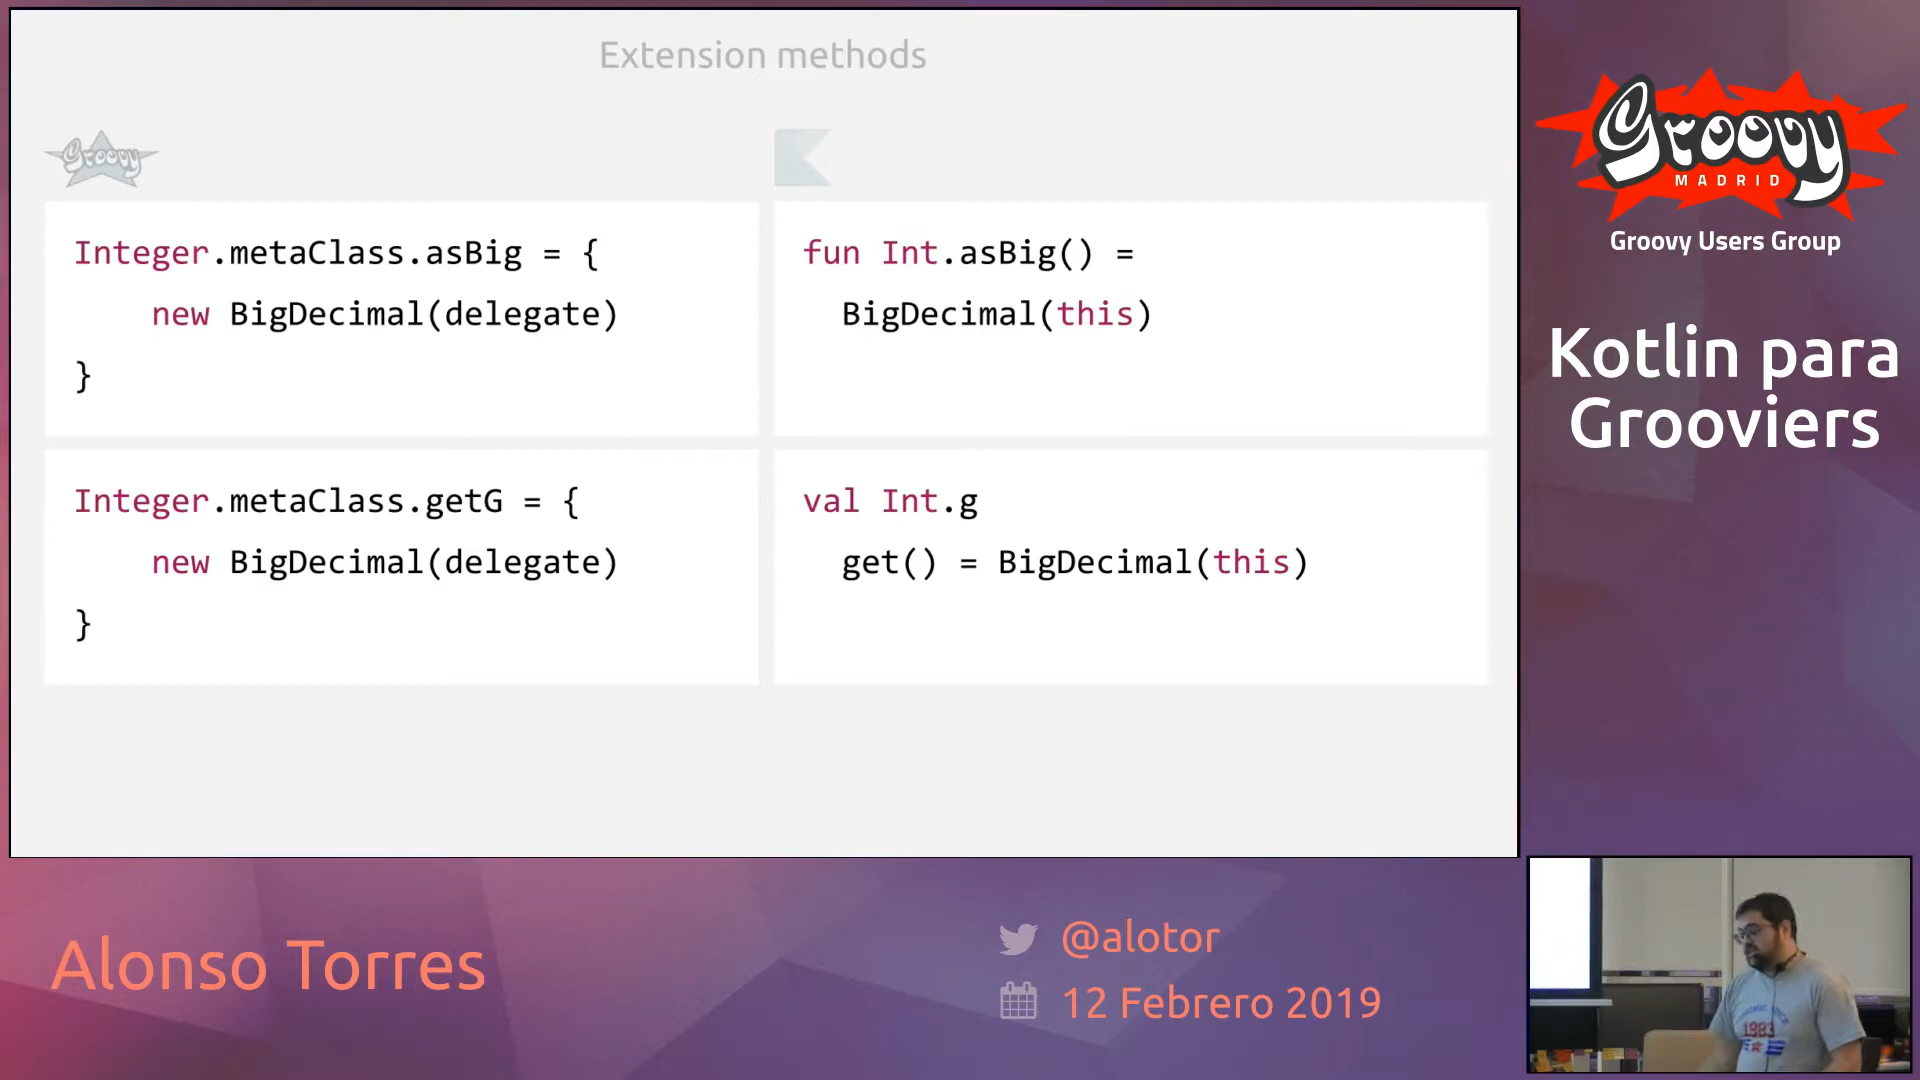 Extension methods
Groovy
Integer.metaClass.asBig = {
new BigDecimal(delegate)
}
fun Int.asBig() =
BigDecimal(this)
Integer.metaClass.getG = {
new BigDecimal(delegate)
}
val Int.g
get() = BigDecimal(this)
Groovy
MADRID
Groovy Users Group
Kotlin para
Grooviers
Alonso Torres
@alotor
12 Febrero 2019
1983